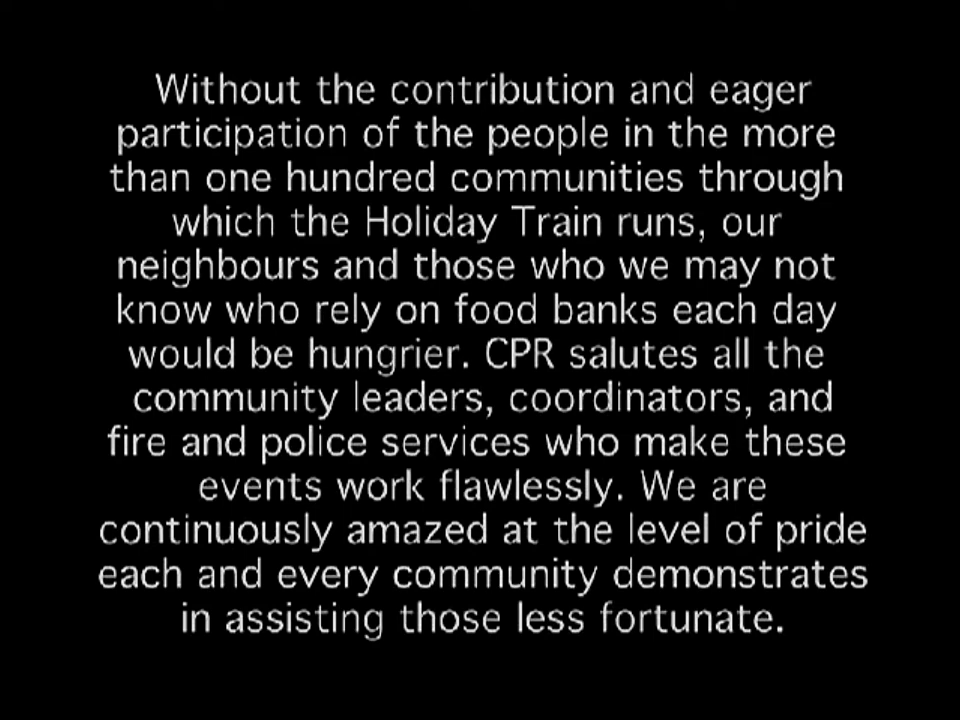 Without the contribution and eager
participation of the people in the more
than one hundred communities through
which the Holiday Train runs, our
neighbours and those who we may not
know who rely on food banks each day
would be hungrier. CPR salutes all the
community leaders, coordinators, and
fire and police services who make these
events work flawlessly. We are
continuously amazed at the level of pride
each and every community demonstrates
in assisting those less fortunate.